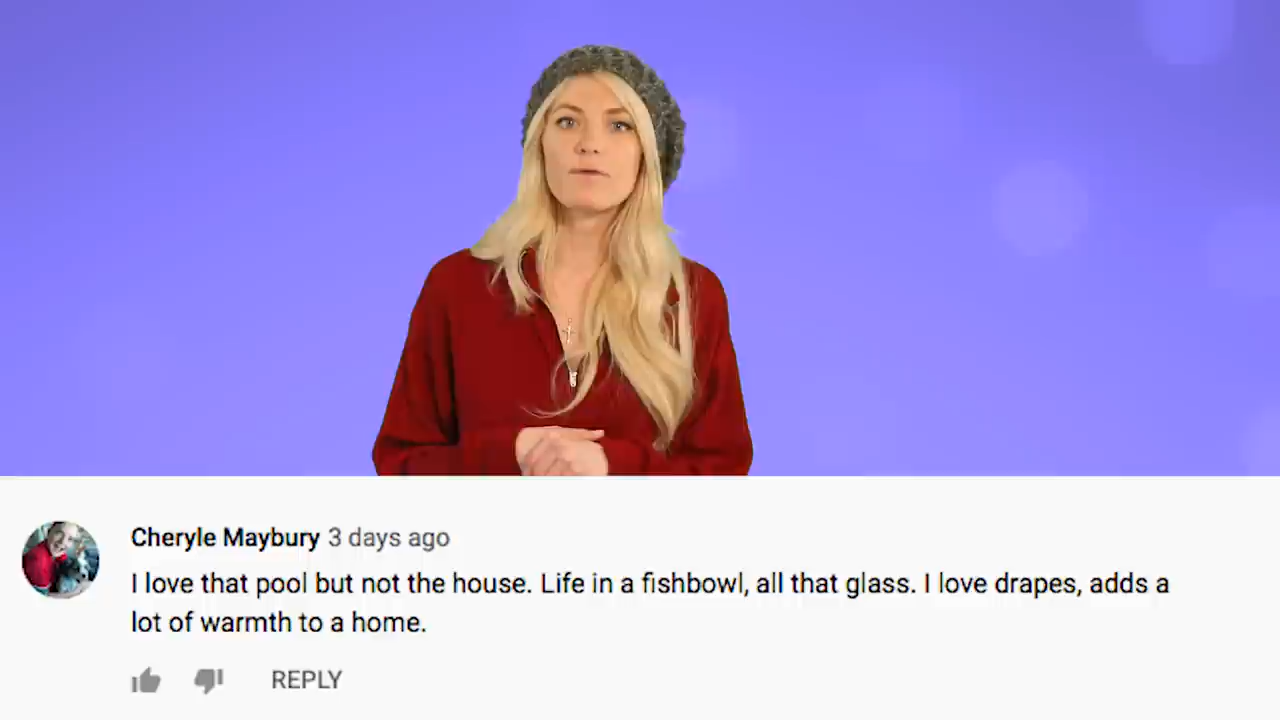 Cheryle Maybury 3 days ago
I love that pool but not the house. Life in a fishbowl, all that glass. I love drapes, adds a
lot of warmth to a home.
REPLY